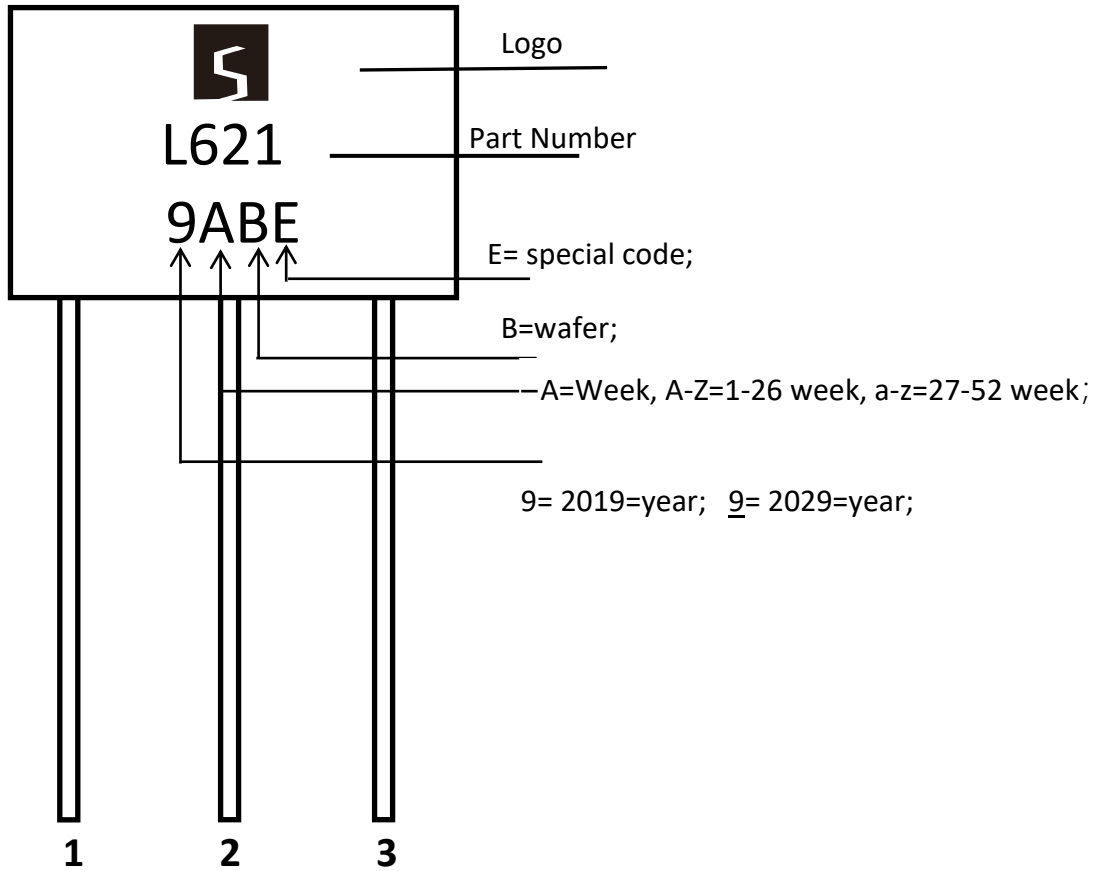 Logo
L621
Part Number
9ABE
E= special code;
B=wafer;
A=Week, A-Z=1-26 week, a-z=27-52 week;
9= 2019=year; 9= 2029=year;
1 2 3